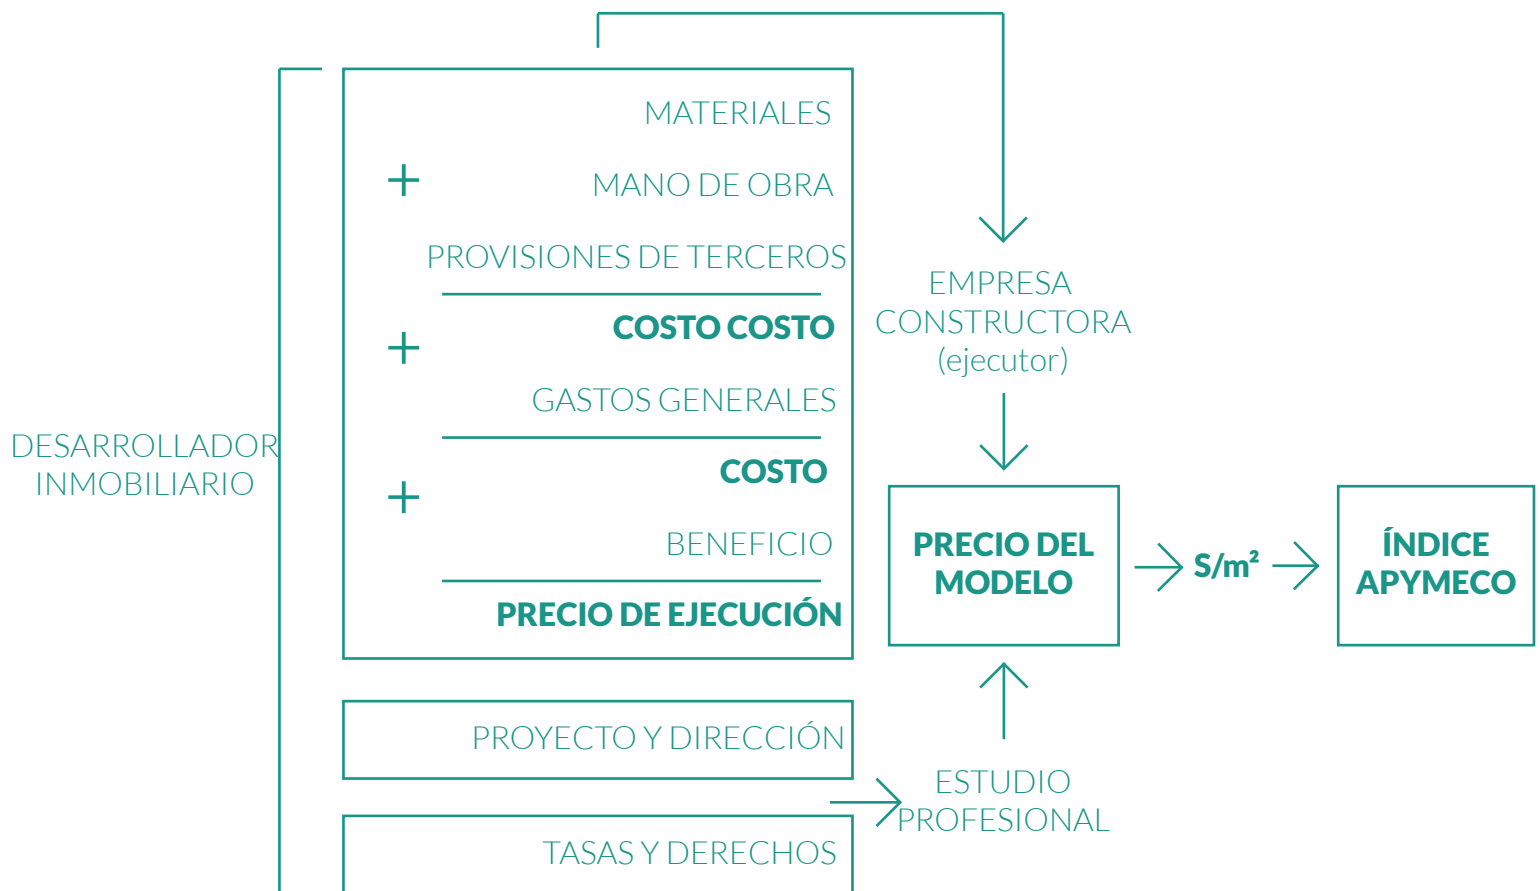 MATERIALES
+
MANO DE OBRA
PROVISIONES DE TERCEROS
COSTO COSTO
+
GASTOS GENERALES
COSTO
+
BENEFICIO
PRECIO DE EJECUCIÓN
DESARROLLADOR
INMOBILIARIO
PROYECTO Y DIRECCIÓN
TASAS Y DERECHOS
EMPRESA
CONSTRUCTORA
(ejecutor)
PRECIO DEL
MODELO
ESTUDIO
PROFESIONAL
S/m²
ÍNDICE
APYMECO